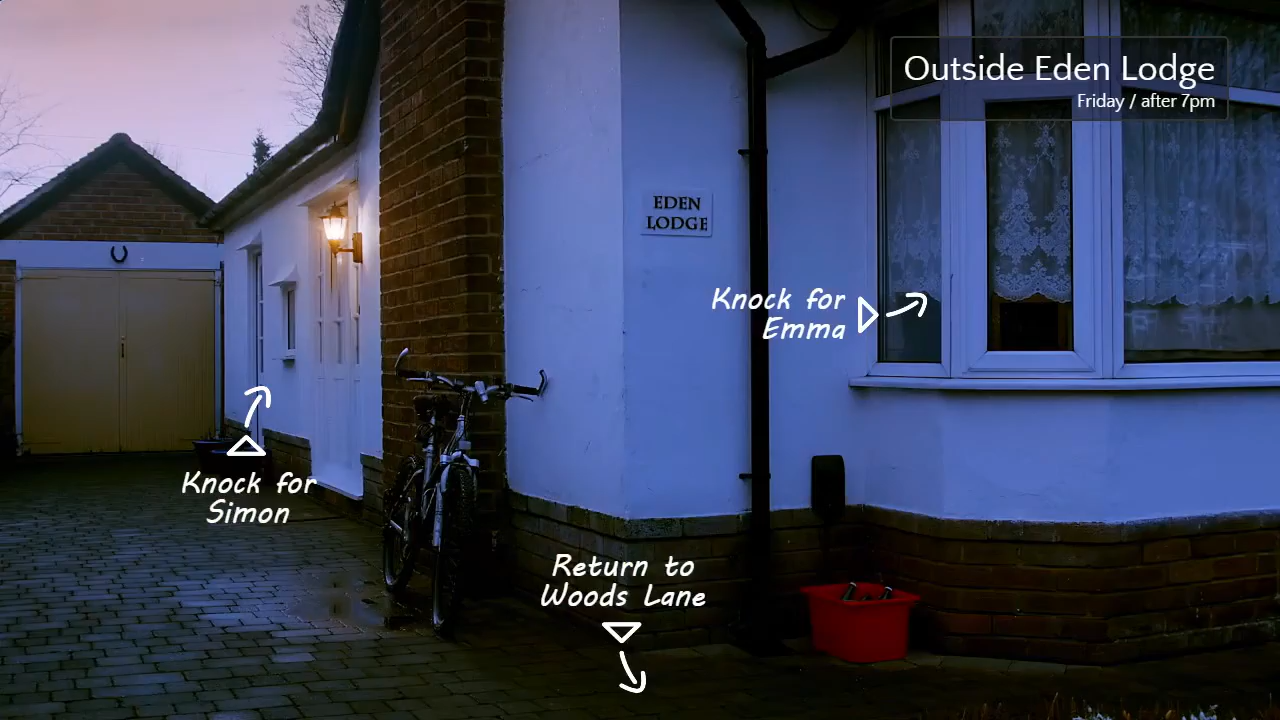 Outside Eden Lodge
Friday / after 7pm
EDEN
LODGE
Knock for
Emma
Knock for
Simon
Return to
Woods Lane